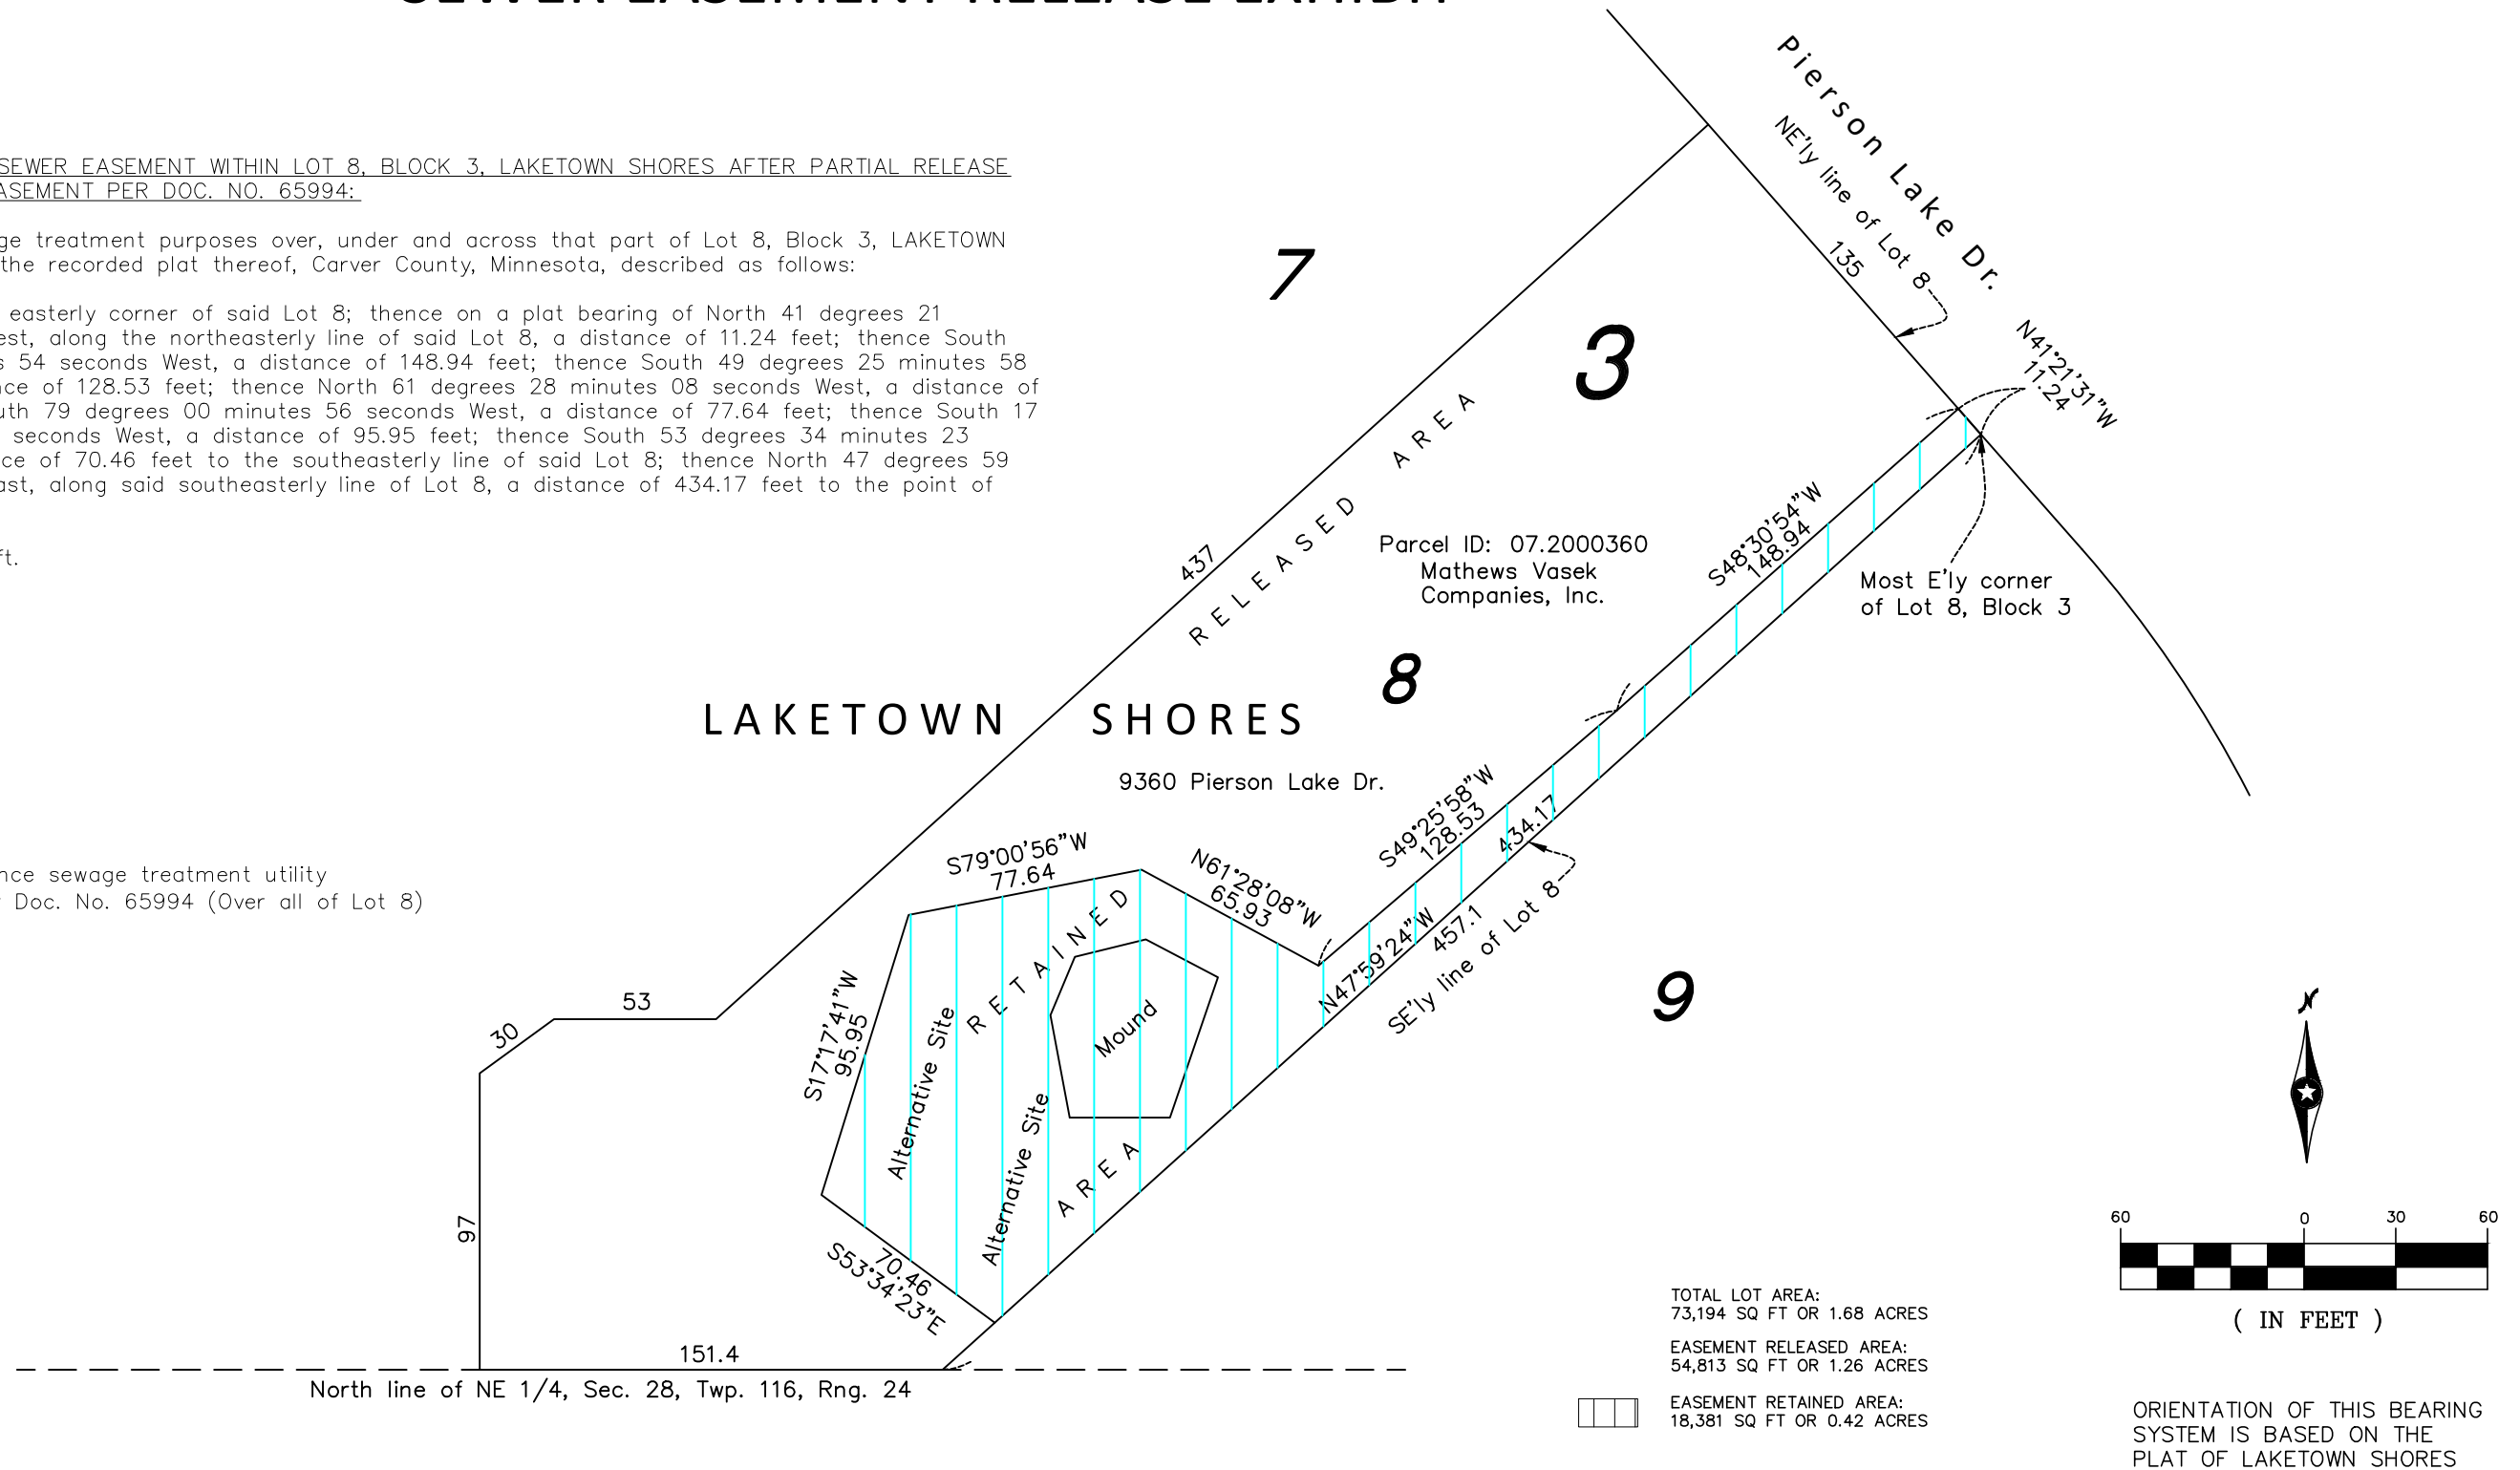 SEWER EASEMENT RELEASE EXHIBIT
SEWER EASEMENT WITHIN LOT 8, BLOCK 3, LAKETOWN SHORES AFTER PARTIAL RELEASE
ASEMENT PER DOC. NO. 65994:
ge treatment purposes over, under and across that part of Lot 8, Block 3, LAKETOWN
the recorded plat thereof, Carver County, Minnesota, described as follows:
easterly corner of said Lot 8; thence on a plat bearing of North 41 degrees 21
est, along the northeasterly line of said Lot 8, a distance of 11.24 feet; thence South
s 54 seconds West, a distance of 148.94 feet; thence South 49 degrees 25 minutes 58
nce of 128.53 feet; thence North 61 degrees 28 minutes 08 seconds West, a distance of
uth 79 degrees 00 minutes 56 seconds West, a distance of 77.64 feet; thence South 17
seconds West, a distance of 95.95 feet; thence South 53 degrees 34 minutes 23
ce of 70.46 feet to the southeasterly line of said Lot 8; thence North 47 degrees 59
ast, along said southeasterly line of Lot 8, a distance of 434.17 feet to the point of
ft.
nce sewage treatment utility
r Doc. No. 65994 (Over all of Lot 8)
Pierson Lake Dr.
NE'ly line of Lot 8
135
N41°21'31"W
11.24
7
3
437
RELEASED AREA
Parcel ID: 07.2000360
Mathews Vasek
Companies, Inc.
S48°30'54"W
148.94
Most E'ly corner
of Lot 8, Block 3
8
LAKETOWN SHORES
9360 Pierson Lake Dr.
S49°25'58"W
128.53
434.17
S79°00'56"W
77.64
N61°28'08"W
65.93
N47°59'24"W
457.1
SE'ly line of Lot 8
9
RETAINED
AREA
Mound
Alternative Site
Alternative Site
S17°17'41"W
95.95
53
30
97
70.46
S53°34'23"E
151.4
North line of NE 1/4, Sec. 28, Twp. 116, Rng. 24
N
60 0 30 60
( IN FEET )
TOTAL LOT AREA:
73,194 SQ FT OR 1.68 ACRES
EASEMENT RELEASED AREA:
54,813 SQ FT OR 1.26 ACRES
EASEMENT RETAINED AREA:
18,381 SQ FT OR 0.42 ACRES
ORIENTATION OF THIS BEARING
SYSTEM IS BASED ON THE
PLAT OF LAKETOWN SHORES